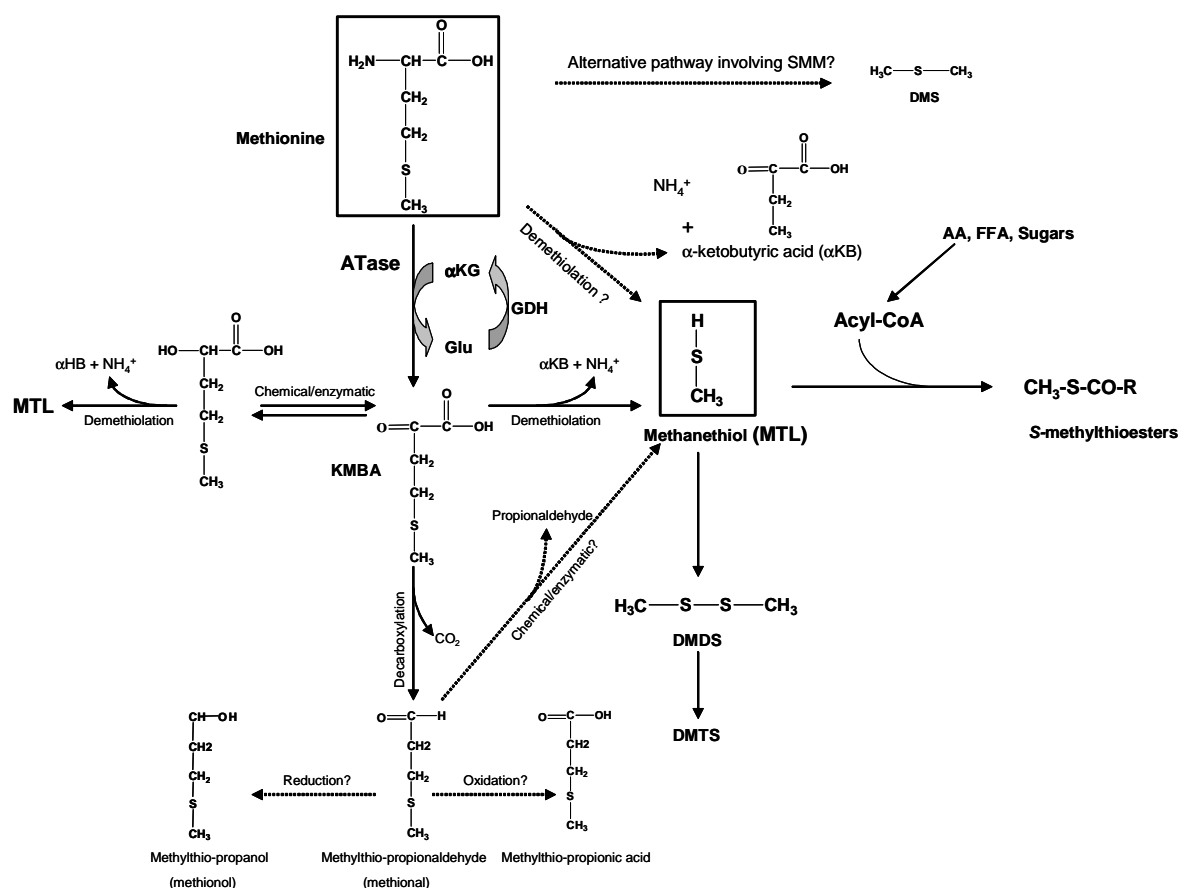 O
H₂N—CH—C—OH
CH₂
CH₂
S
CH₃
Methionine
Alternative pathway involving SMM?
H₃C—S—CH₃
DMS
NH₄⁺
+
O
O=C—C—OH
CH₂
CH₃
α-ketobutyric acid (αKB)
Demethiolation ?
AA, FFA, Sugars
ATase
αKG
GDH
Glu
H
S
CH₃
Methanethiol (MTL)
Acyl-CoA
CH₃-S-CO-R
S-methylthioesters
MTL
αHB + NH₄⁺
Demethiolation
O
HO—CH—C—OH
CH₂
CH₂
S
CH₃
Chemical/enzymatic
αKB + NH₄⁺
Demethiolation
O
O=C—C—OH
KMBA
CH₂
CH₂
S
CH₃
Propionaldehyde
Chemical/enzymatic?
Decarboxylation
CO₂
H₃C—S—S—CH₃
DMDS
DMTS
CH—OH
CH2
CH₂
S
CH₃
Reduction?
O=C—H
CH2
CH₂
S
CH₃
Oxidation?
O=C—OH
CH2
CH₂
S
CH₃
Methylthio-propanol
(methionol)
Methylthio-propionaldehyde
(methional)
Methylthio-propionic acid